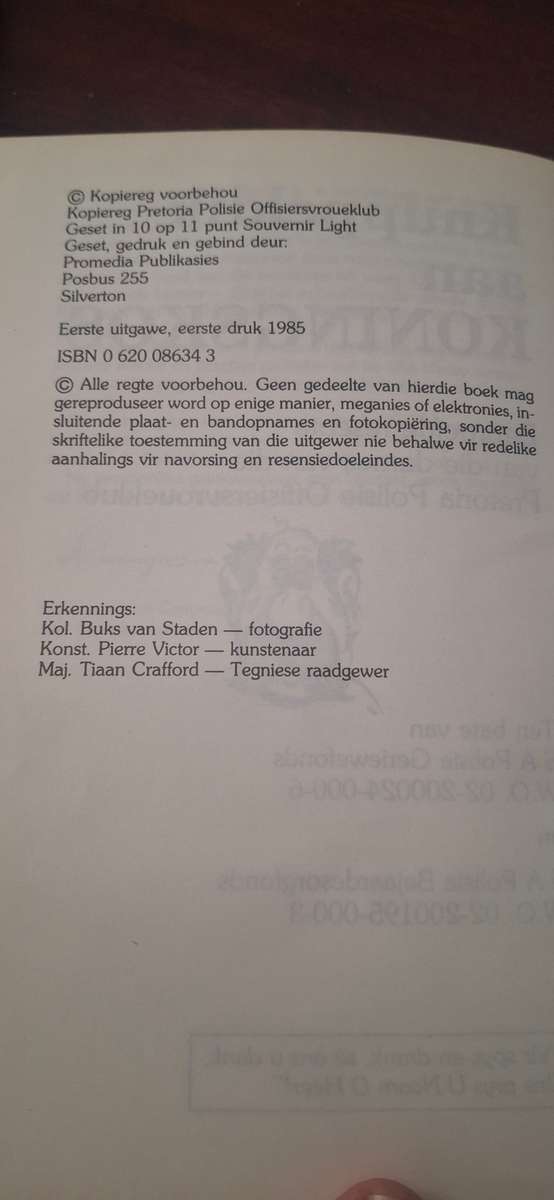 © Kopiereg voorbehou
Kopiereg Pretoria Polisie Offisiersvroueklub
Geset in 10 op 11 punt Souvenir Light
Geset, gedruk en gebind deur:
Promedia Publikasies
Posbus 255
Silverton
Eerste uitgawe, eerste druk 1985
ISBN 0 620 08634 3
© Alle regte voorbehou. Geen gedeelte van hierdie boek mag
gereproduseer word op enige manier, meganies of elektronies, in-
sluitende plaat- en bandopnames en fotokopiëring, sonder die
skriftelike toestemming van die uitgewer nie behalwe vir redelike
aanhalings vir navorsing en resensiedoeleindes.
Erkennings:
Kol. Buks van Staden — fotografie
Konst. Pierre Victor — kunstenaar
Maj. Tiaan Crafford — Tegniese raadgewer